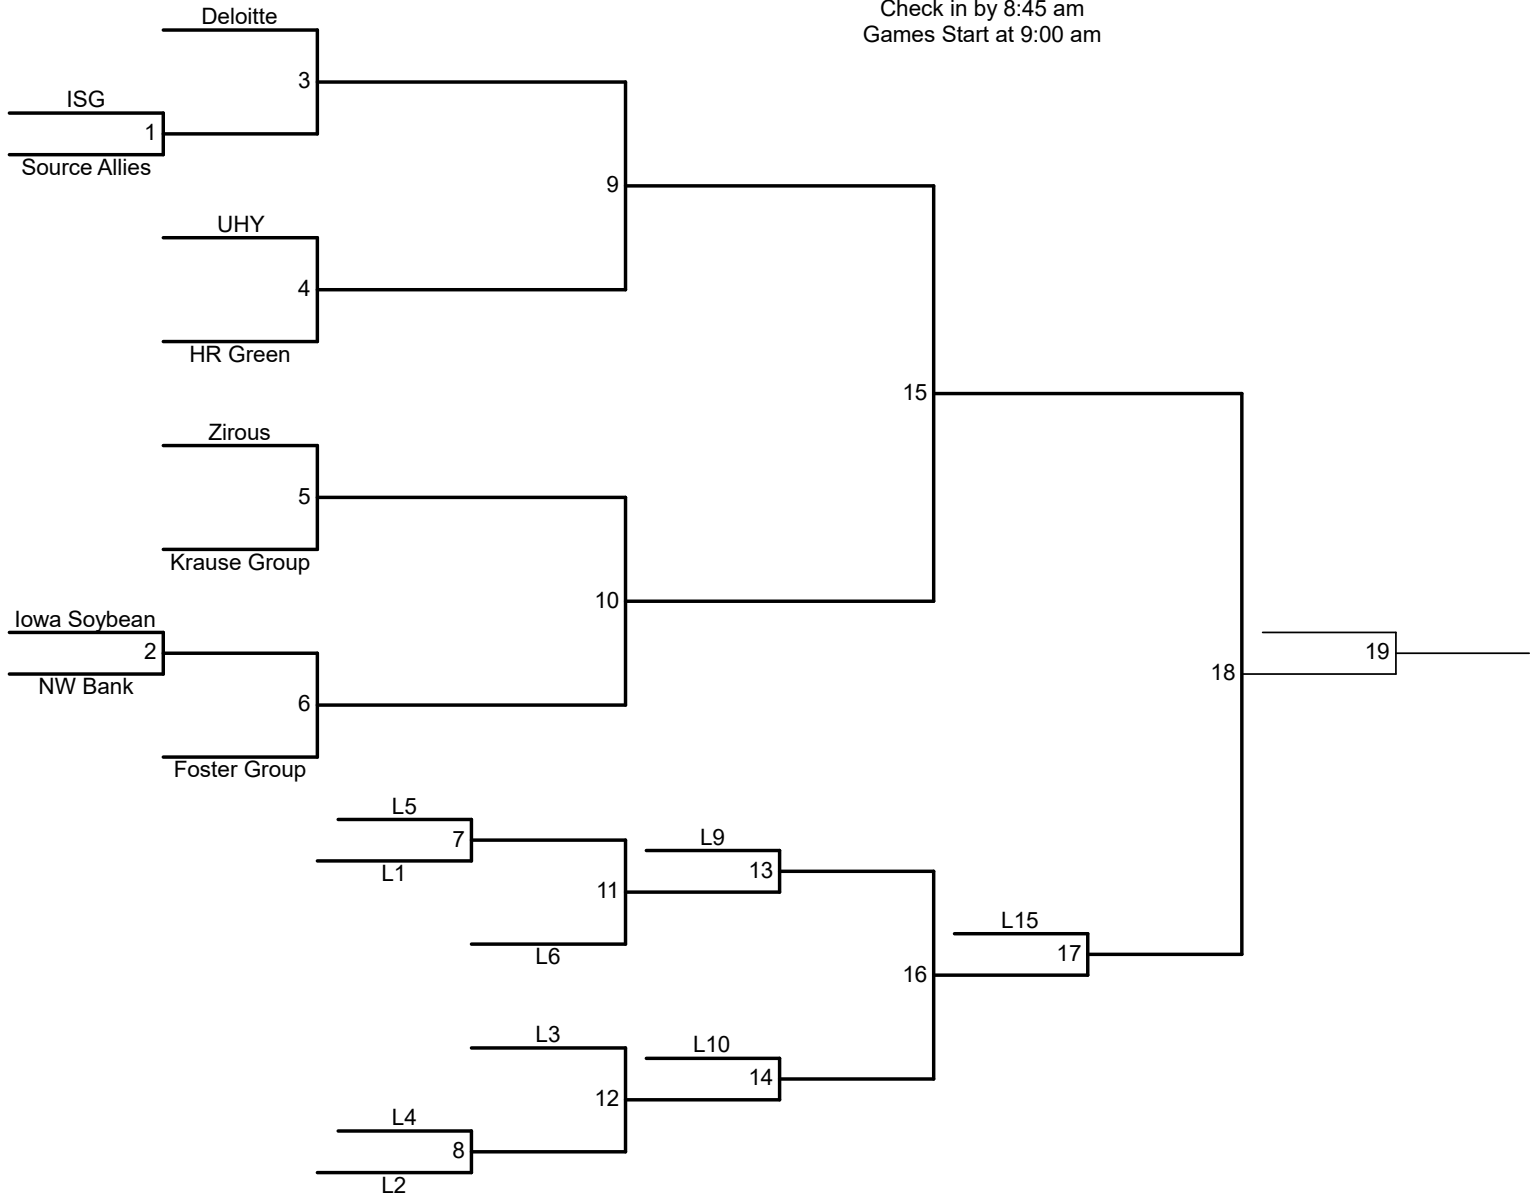 Check in by 8:45 am
Games Start at 9:00 am
Deloitte
3
ISG
1
Source Allies
9
UHY
4
HR Green
15
Zirous
5
Krause Group
10
Iowa Soybean
2
NW Bank
6
Foster Group
19
18
L5
7
L1
L9
13
11
L6
L15
17
16
L3
L10
14
12
L4
8
L2